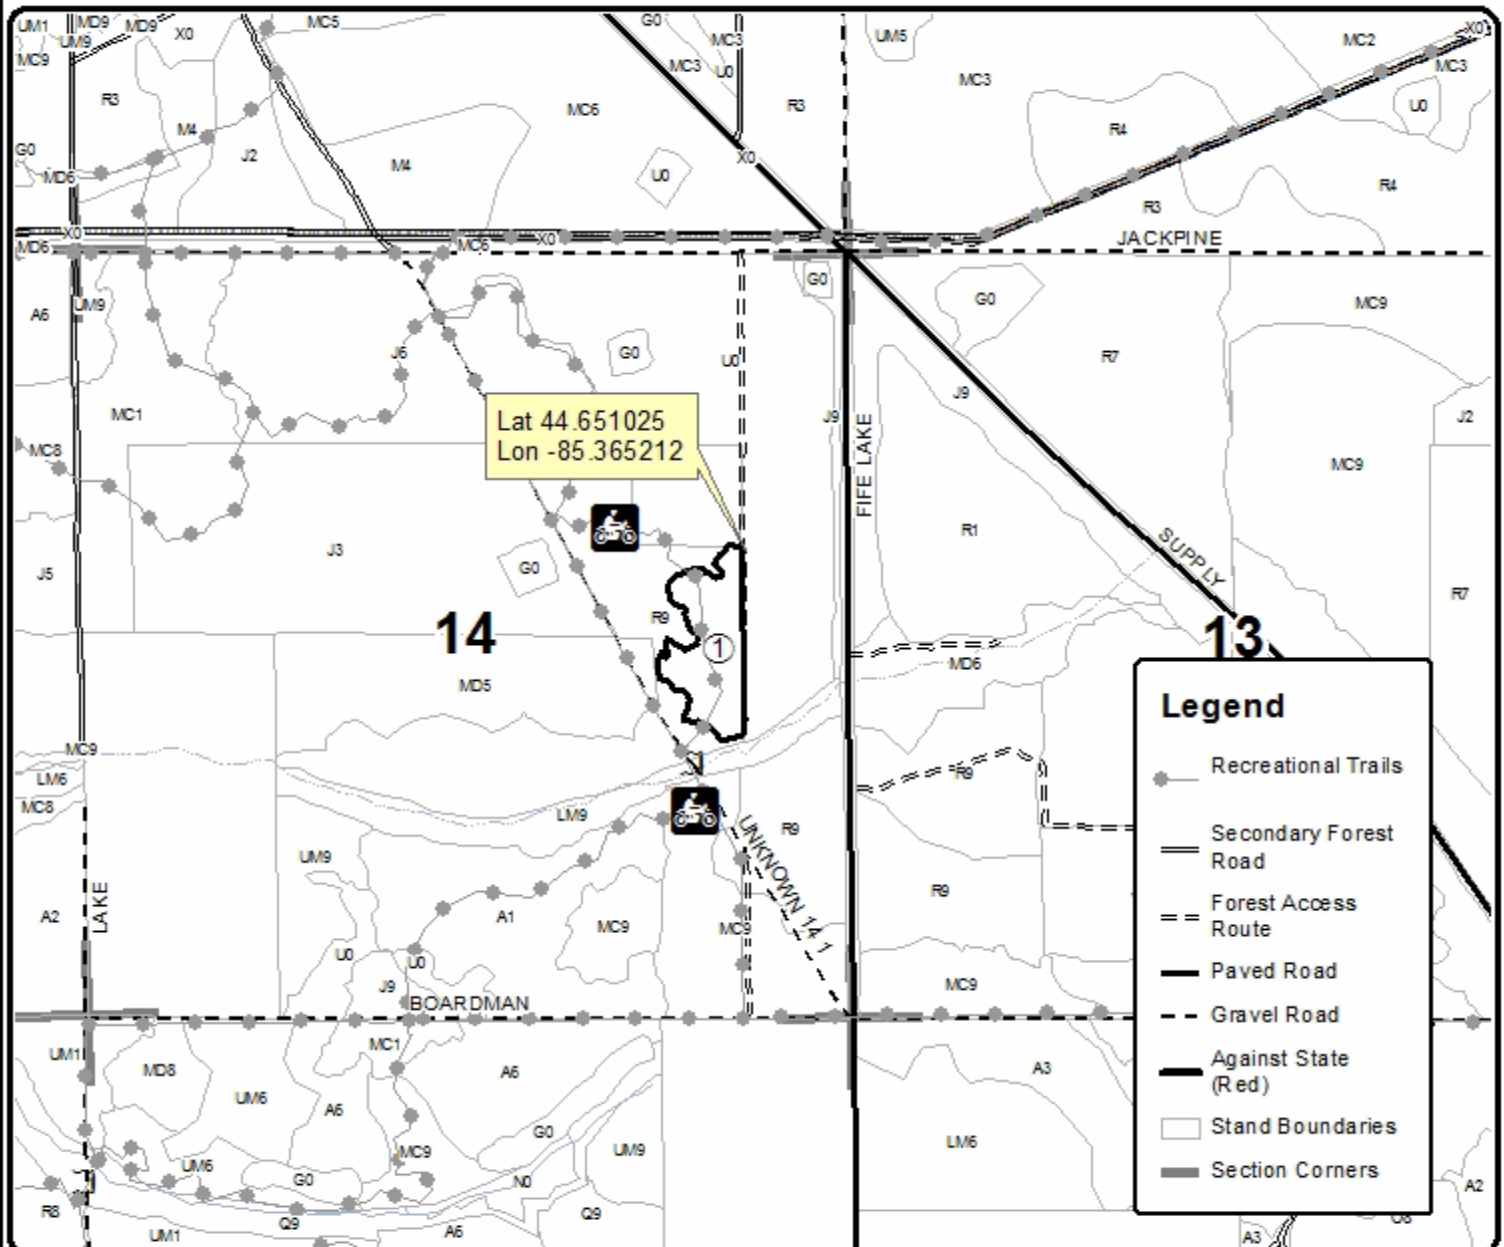 UM1
MD9
MD9
X0
MC5
G0
MC3
UM5
MC2
X0
UM9
MC9
MC3
U0
MC3
MC3
R3
MC6
R3
U0
M4
R4
G0
J2
M4
X0
U0
MD6
R4
R3
X0
MD6
MC6
X0
JACKPINE
G0
UM9
A6
G0
MC9
J6
G0
U0
R7
J9
MC1
J9
J2
Lat 44.651025
Lon -85.365212
FIFE LAKE
MC8
MC9
R1
J3
SUPPLY
J5
G0
R7
R9
14
1
13
MD6
MD5
MC9
LM6
MC8
LM9
R9
R9
UNKNOWN 14 1
UM9
R9
LAKE
A2
A1
MC9
MC9
U0
U0
J9
MC9
BOARDMAN
UM1
MC1
MD8
A6
A3
UM6
A6
G0
LM6
MC9
UM9
UM6
G0
N0
R8
Q9
Q9
UM1
A6
A2
A3
Legend
Recreational Trails
Secondary Forest
Road
Forest Access
Route
Paved Road
Gravel Road
Against State
(Red)
Stand Boundaries
Section Corners